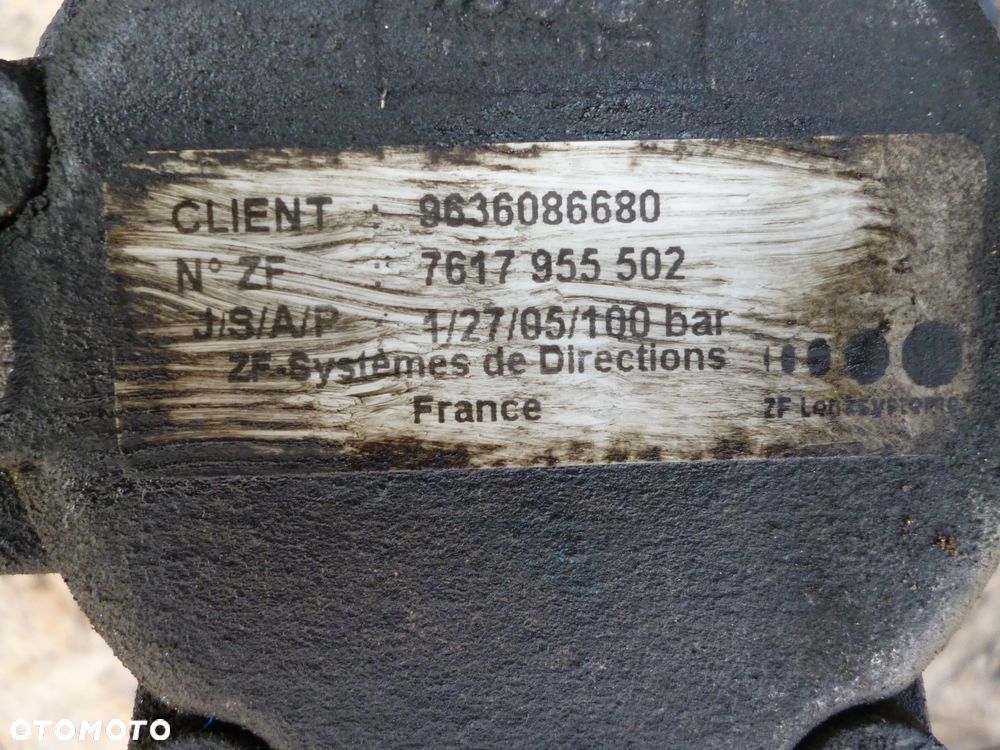 CLIENT : 9636086680
N° ZF : 7617 955 502
J/S/A/P : 1/27/05/100 bar
ZF-Systèmes de Directions
France
ZF Lenksysteme
OTOMOTO